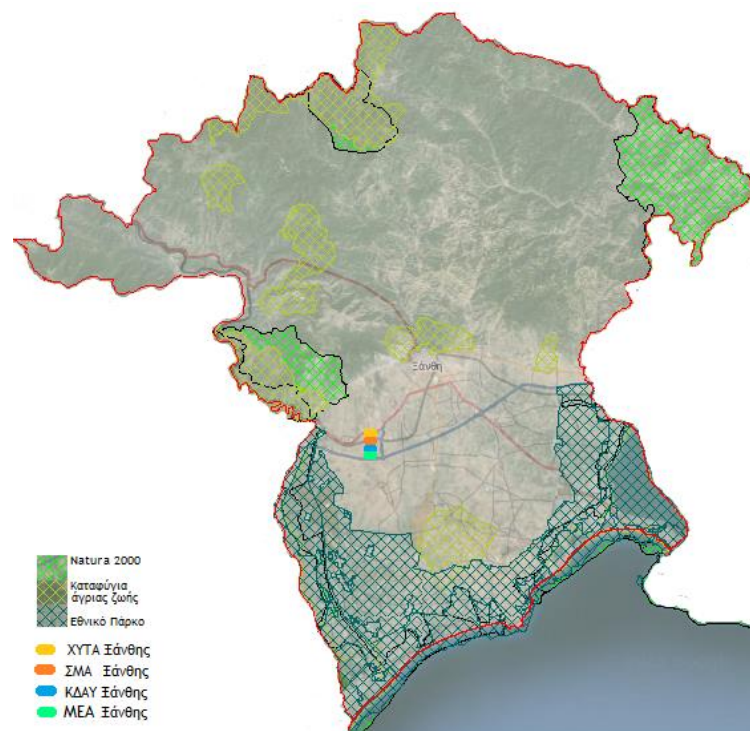 Ξάνθη
Natura 2000
Καταφύγια
άγριας ζωής
Εθνικό Πάρκο
ΧΥΤΑ Ξάνθης
ΣΜΑ Ξάνθης
ΚΔΑΥ Ξάνθης
ΜΕΑ Ξάνθης